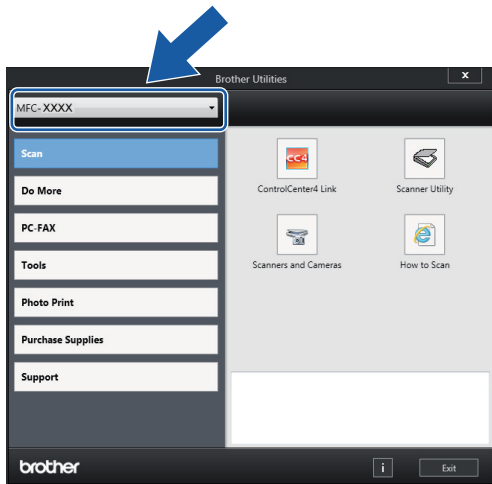 Brother Utilities
x
MFC-XXXX
Scan
Do More
PC-FAX
Tools
Photo Print
Purchase Supplies
Support
cc4
ControlCenter4 Link
Scanner Utility
Scanners and Cameras
How to Scan
brother
i
Exit